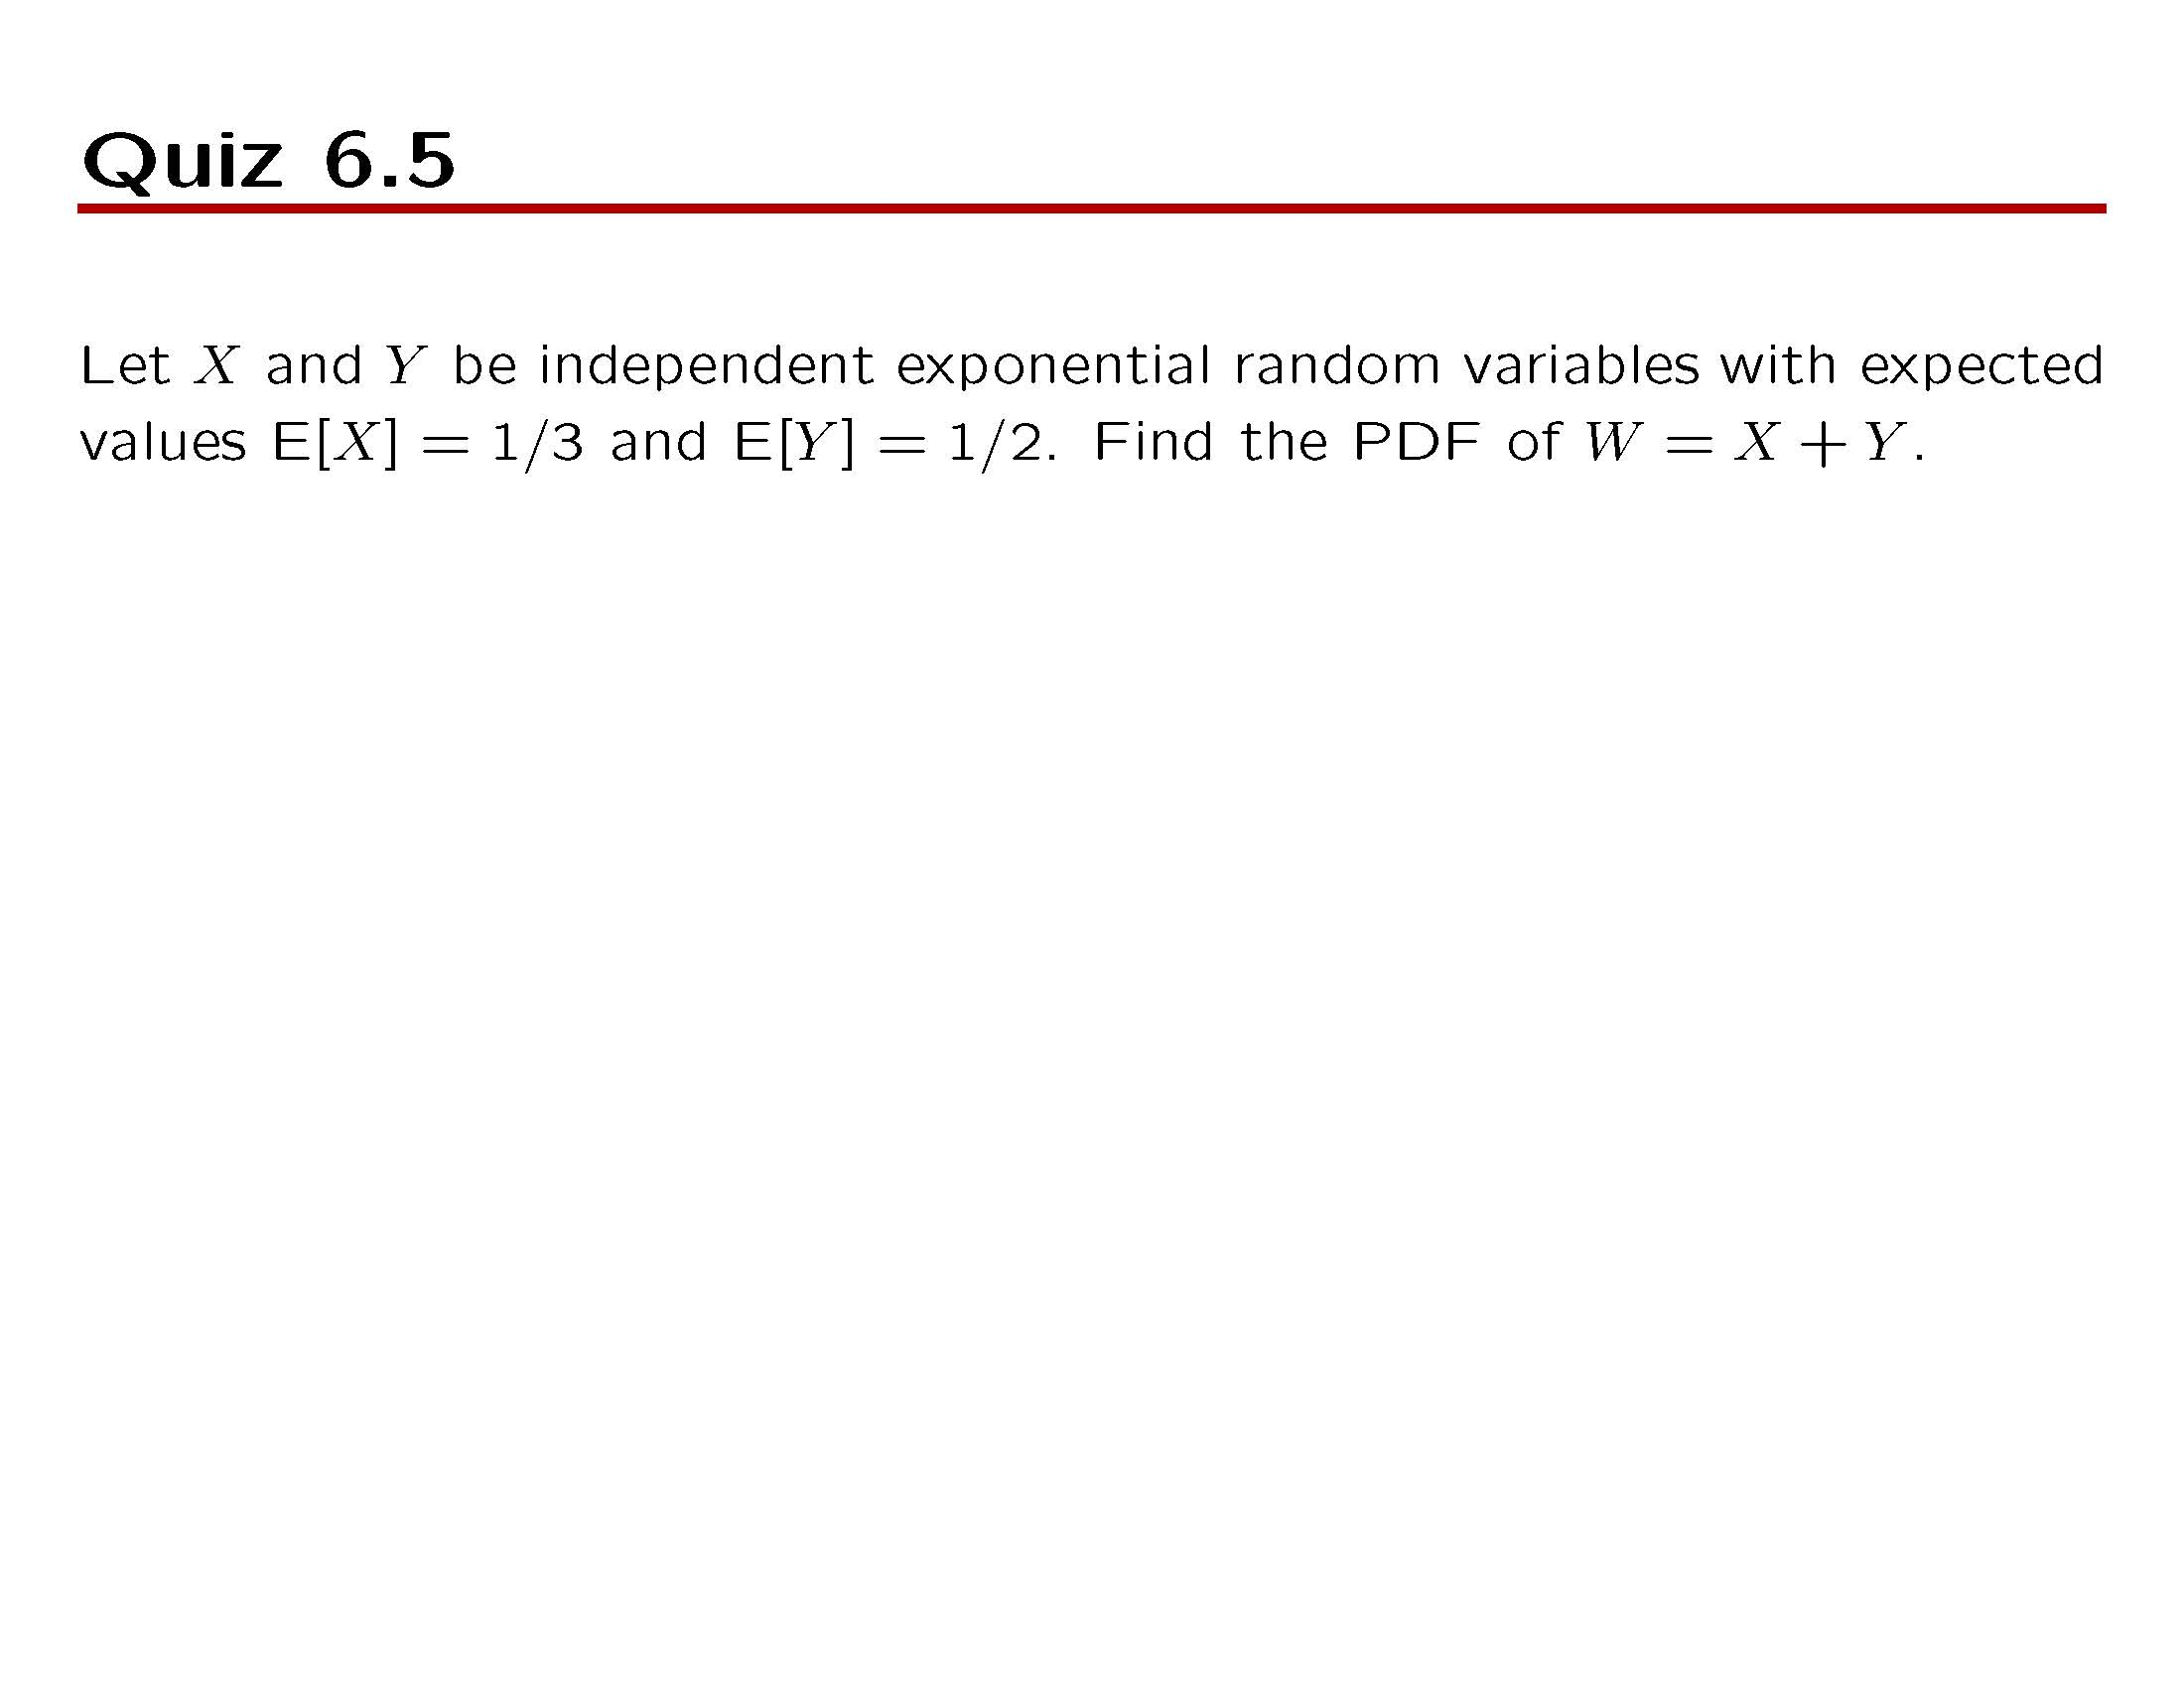 Quiz 6.5
Let X and Y be independent exponential random variables with expected
values E[X] = 1/3 and E[Y] = 1/2. Find the PDF of W = X + Y.